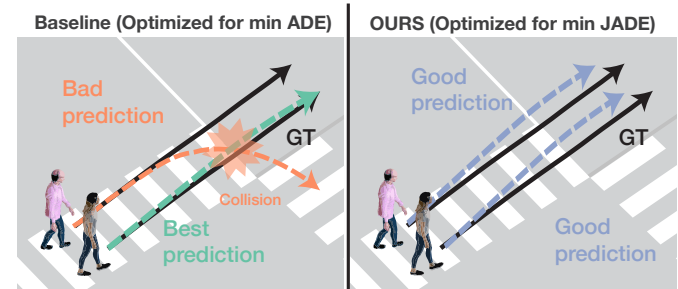 Baseline (Optimized for min ADE)
Bad
prediction
GT
Collision
Best
prediction
OURS (Optimized for min JADE)
Good
prediction
GT
Good
prediction